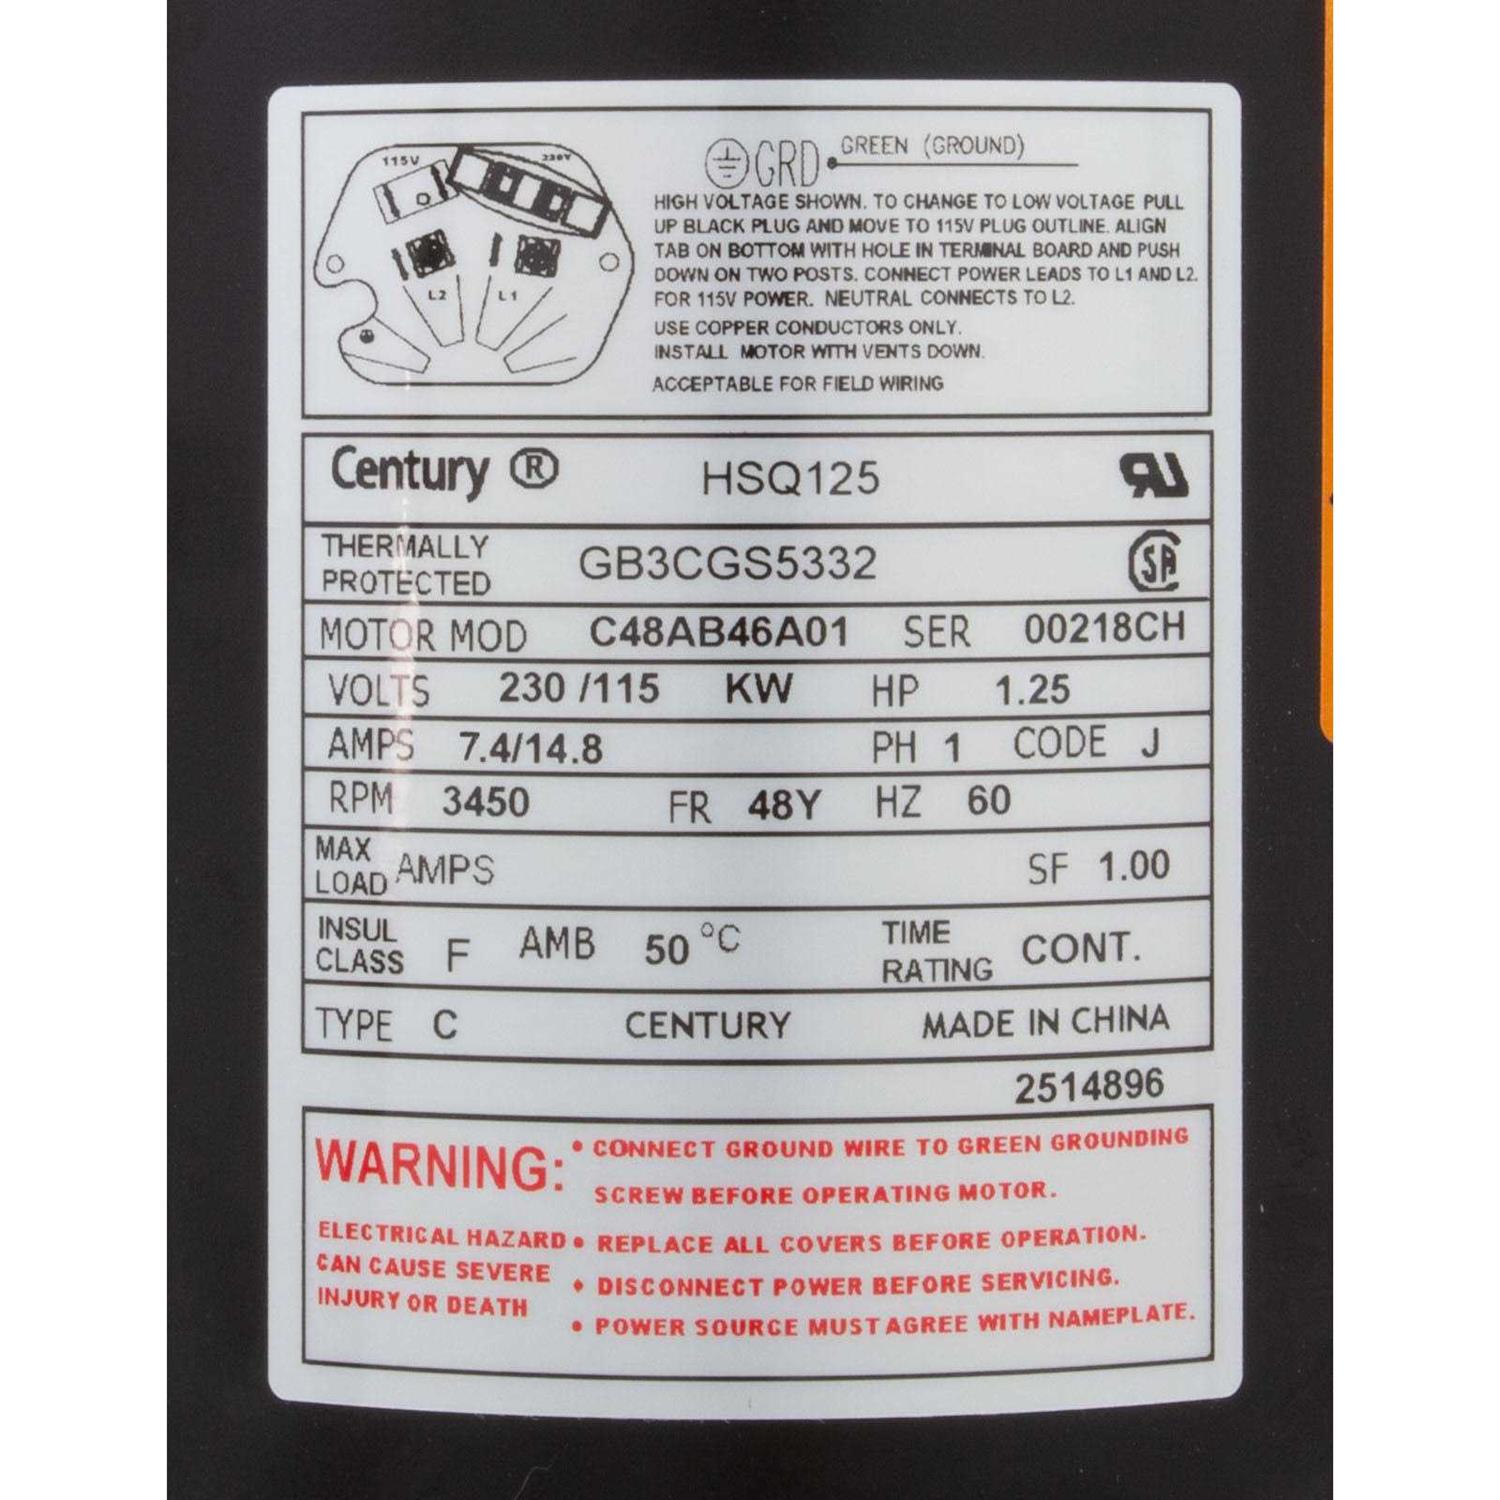 115V
230V
L2
L1
GRD GREEN (GROUND)
HIGH VOLTAGE SHOWN. TO CHANGE TO LOW VOLTAGE PULL
UP BLACK PLUG AND MOVE TO 115V PLUG OUTLINE. ALIGN
TAB ON BOTTOM WITH HOLE IN TERMINAL BOARD AND PUSH
DOWN ON TWO POSTS. CONNECT POWER LEADS TO L1 AND L2.
FOR 115V POWER. NEUTRAL CONNECTS TO L2.
USE COPPER CONDUCTORS ONLY.
INSTALL MOTOR WITH VENTS DOWN.
ACCEPTABLE FOR FIELD WIRING
Century ® HSQ125 RU
THERMALLY
PROTECTED GB3CGS5332 SA
MOTOR MOD C48AB46A01 SER 00218CH
VOLTS 230 /115 KW HP 1.25
AMPS 7.4/14.8 PH 1 CODE J
RPM 3450 FR 48Y HZ 60
MAX
LOAD AMPS SF 1.00
INSUL
CLASS F AMB 50 °C TIME
RATING CONT.
TYPE C CENTURY MADE IN CHINA
2514896
WARNING:
ELECTRICAL HAZARD
CAN CAUSE SEVERE
INJURY OR DEATH
• CONNECT GROUND WIRE TO GREEN GROUNDING
SCREW BEFORE OPERATING MOTOR.
• REPLACE ALL COVERS BEFORE OPERATION.
• DISCONNECT POWER BEFORE SERVICING.
• POWER SOURCE MUST AGREE WITH NAMEPLATE.